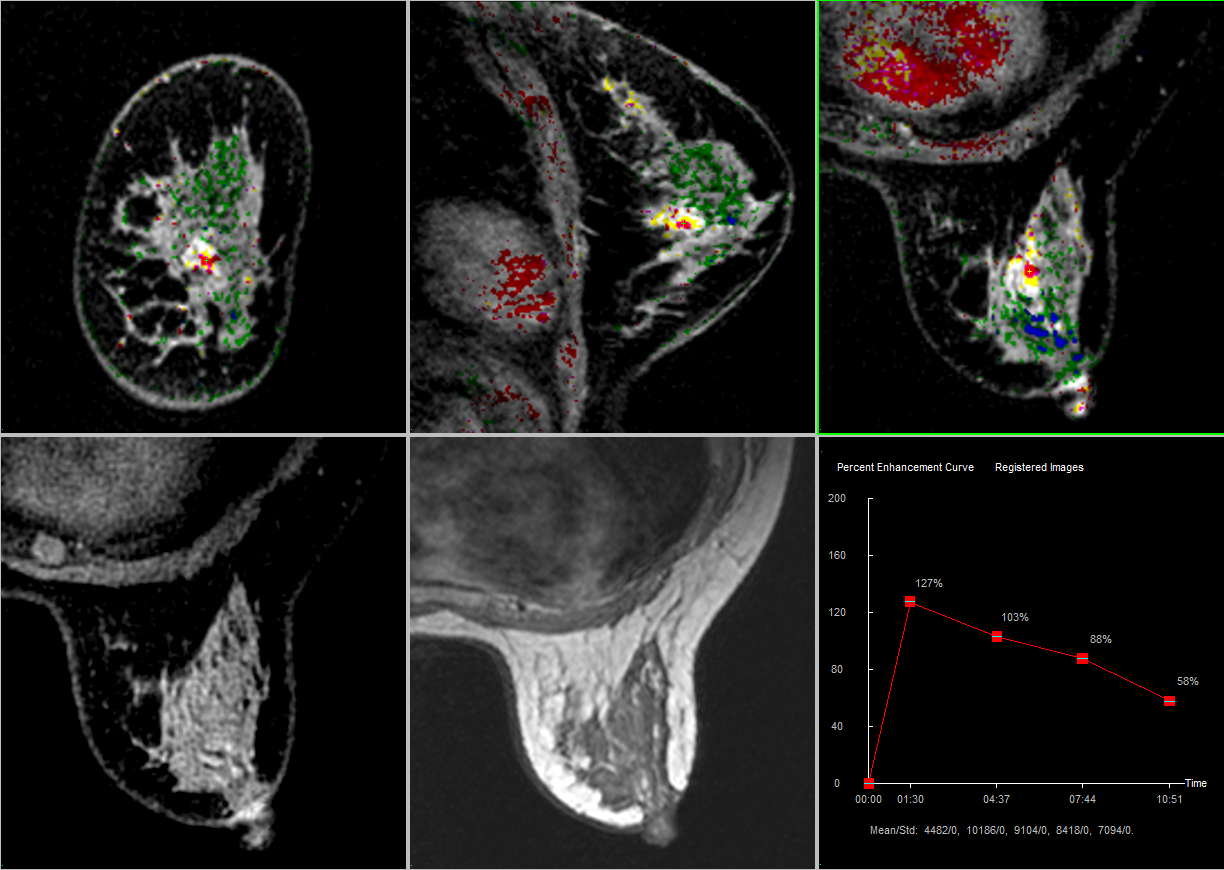 Percent Enhancement Curve Registered Images
200
160
120
80
40
0
127%
103%
88%
58%
Time
00:00 01:30 04:37 07:44 10:51
Mean/Std: 4482/0, 10186/0, 9104/0, 8418/0, 7094/0.